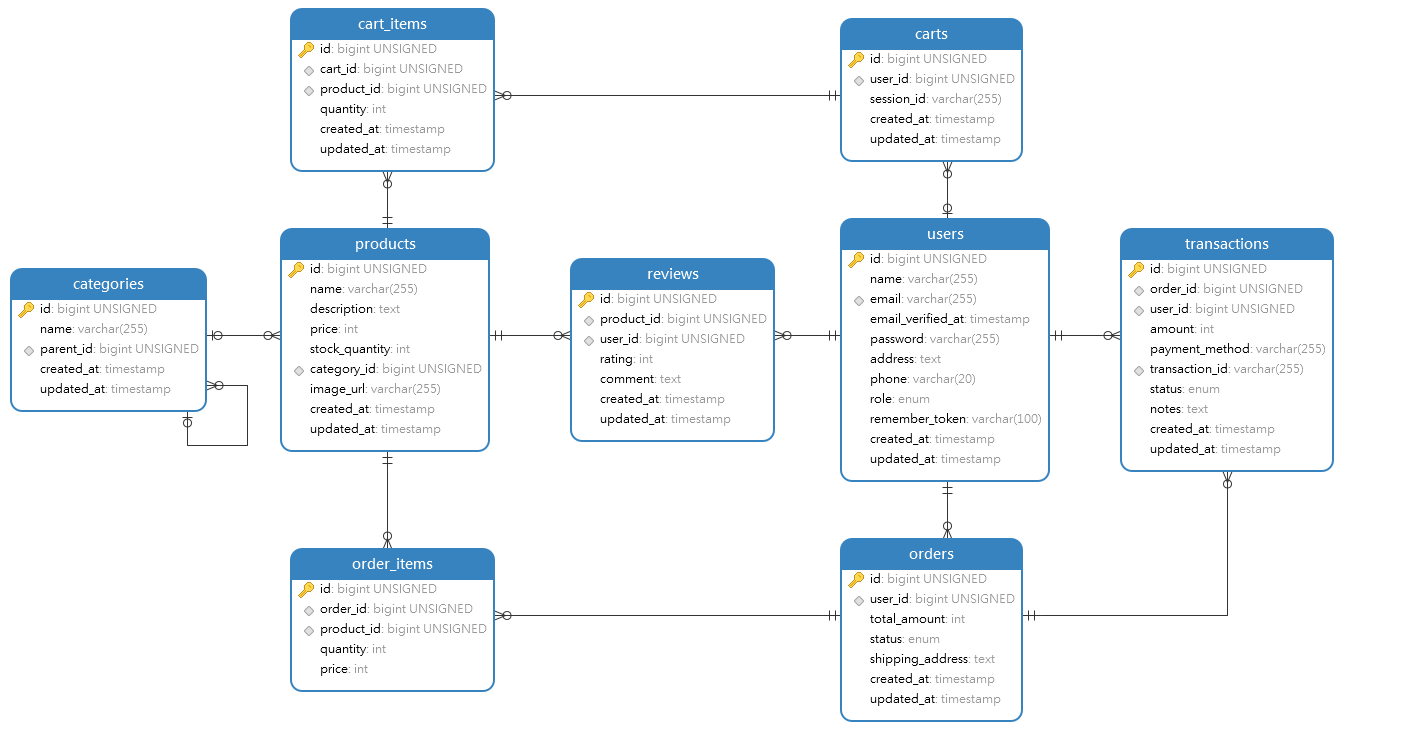 cart_items
id: bigint UNSIGNED
cart_id: bigint UNSIGNED
product_id: bigint UNSIGNED
quantity: int
created_at: timestamp
updated_at: timestamp
carts
id: bigint UNSIGNED
user_id: bigint UNSIGNED
session_id: varchar(255)
created_at: timestamp
updated_at: timestamp
categories
id: bigint UNSIGNED
name: varchar(255)
parent_id: bigint UNSIGNED
created_at: timestamp
updated_at: timestamp
products
id: bigint UNSIGNED
name: varchar(255)
description: text
price: int
stock_quantity: int
category_id: bigint UNSIGNED
image_url: varchar(255)
created_at: timestamp
updated_at: timestamp
reviews
id: bigint UNSIGNED
product_id: bigint UNSIGNED
user_id: bigint UNSIGNED
rating: int
comment: text
created_at: timestamp
updated_at: timestamp
users
id: bigint UNSIGNED
name: varchar(255)
email: varchar(255)
email_verified_at: timestamp
password: varchar(255)
address: text
phone: varchar(20)
role: enum
remember_token: varchar(100)
created_at: timestamp
updated_at: timestamp
transactions
id: bigint UNSIGNED
order_id: bigint UNSIGNED
user_id: bigint UNSIGNED
amount: int
payment_method: varchar(255)
transaction_id: varchar(255)
status: enum
notes: text
created_at: timestamp
updated_at: timestamp
order_items
id: bigint UNSIGNED
order_id: bigint UNSIGNED
product_id: bigint UNSIGNED
quantity: int
price: int
orders
id: bigint UNSIGNED
user_id: bigint UNSIGNED
total_amount: int
status: enum
shipping_address: text
created_at: timestamp
updated_at: timestamp